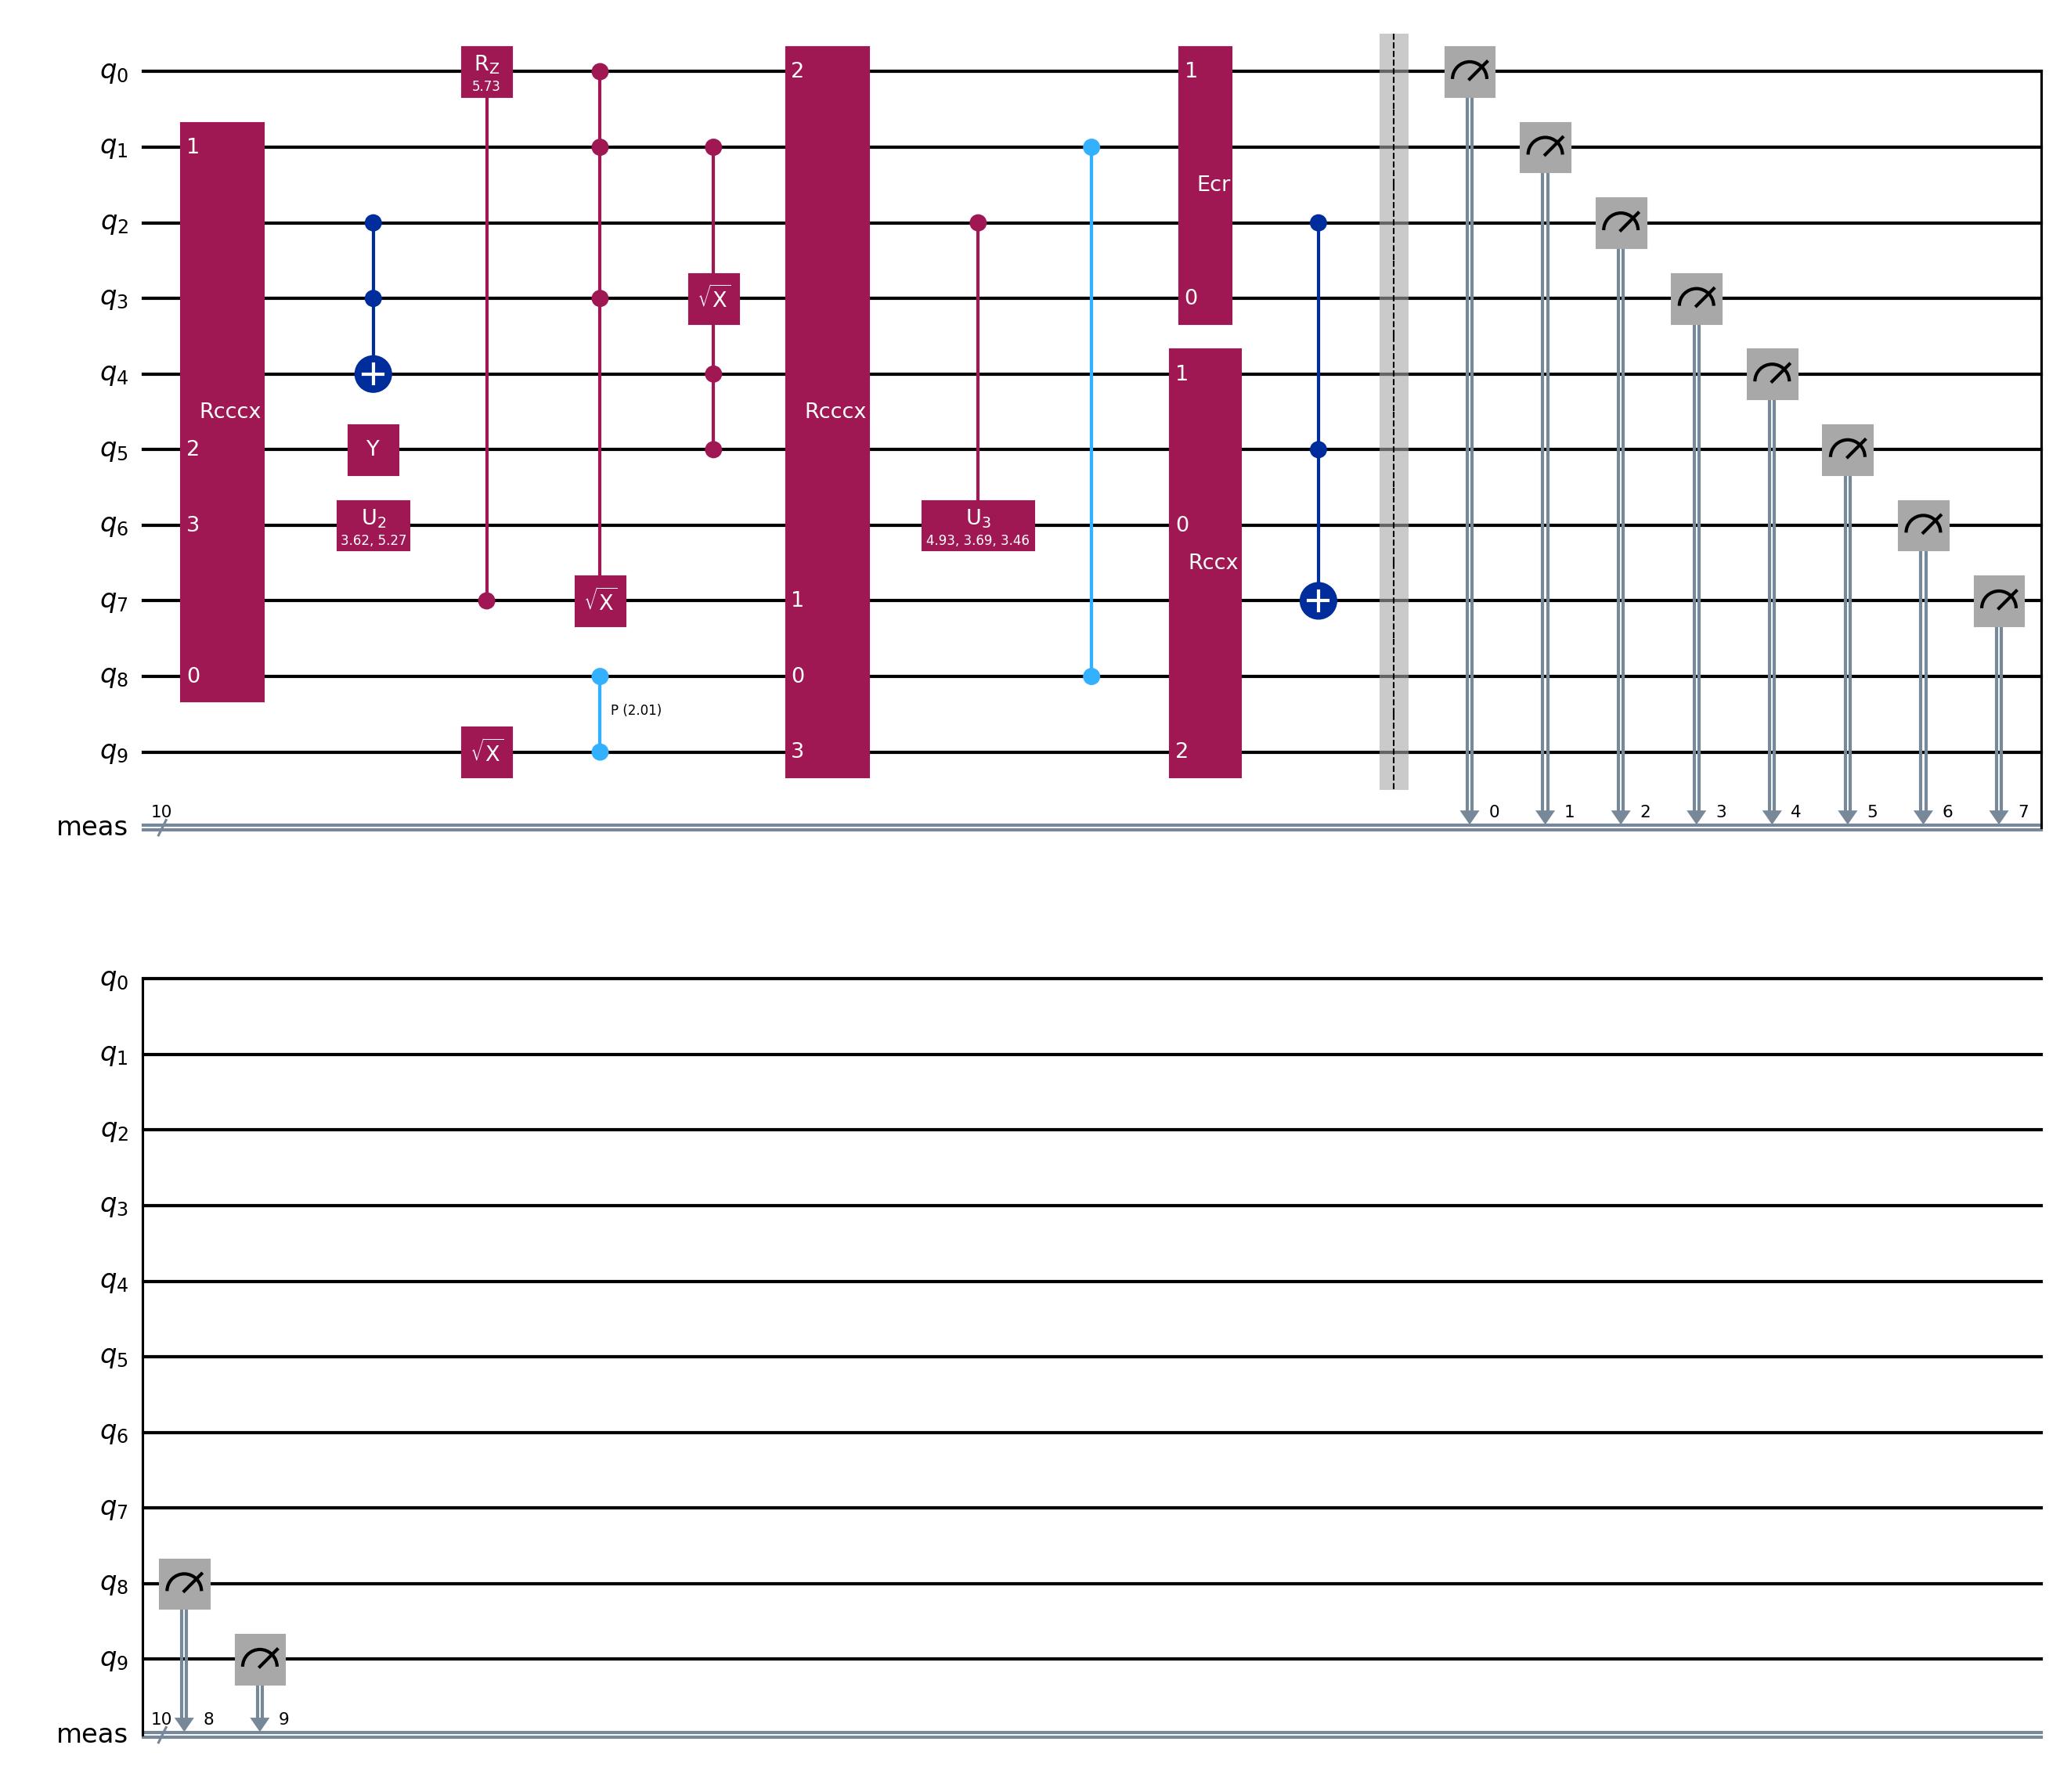 q0 RZ 5.73 2 1
q1 1 Ecr
q2
q3 √X 0
q4 1
Rcccx Rcccx
q5 2 Y
q6 3 U2 3.62, 5.27 U3 4.93, 3.69, 3.46 0
Rccx
q7 √X 1
q8 0 0
P (2.01)
q9 √X 3 2
10 0 1 2 3 4 5 6 7
meas
q0
q1
q2
q3
q4
q5
q6
q7
q8
q9
10 8 9
meas